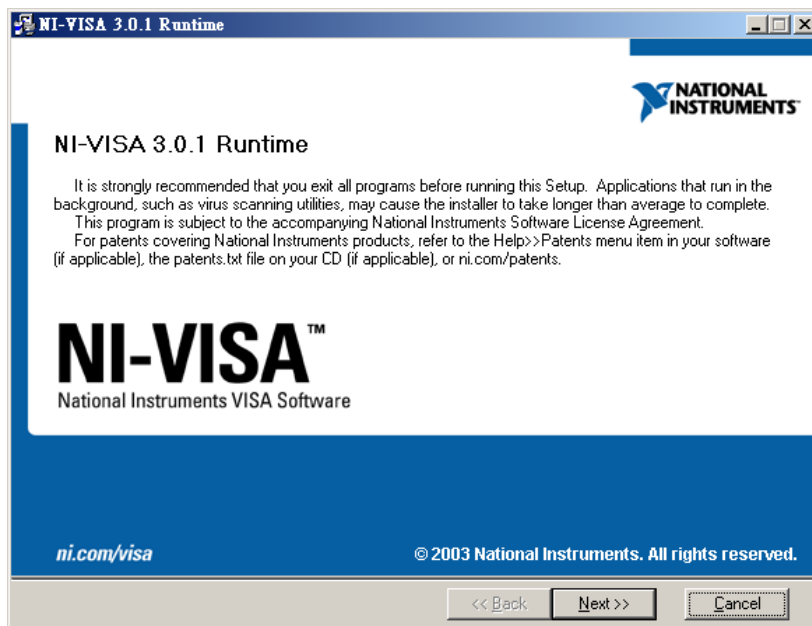 NI-VISA 3.0.1 Runtime
NATIONAL
INSTRUMENTS™
NI-VISA 3.0.1 Runtime
It is strongly recommended that you exit all programs before running this Setup. Applications that run in the
background, such as virus scanning utilities, may cause the installer to take longer than average to complete.
This program is subject to the accompanying National Instruments Software License Agreement.
For patents covering National Instruments products, refer to the Help>>Patents menu item in your software
(if applicable), the patents.txt file on your CD (if applicable), or ni.com/patents.
NI-VISA™
National Instruments VISA Software
ni.com/visa
© 2003 National Instruments. All rights reserved.
<< Back
Next >>
Cancel